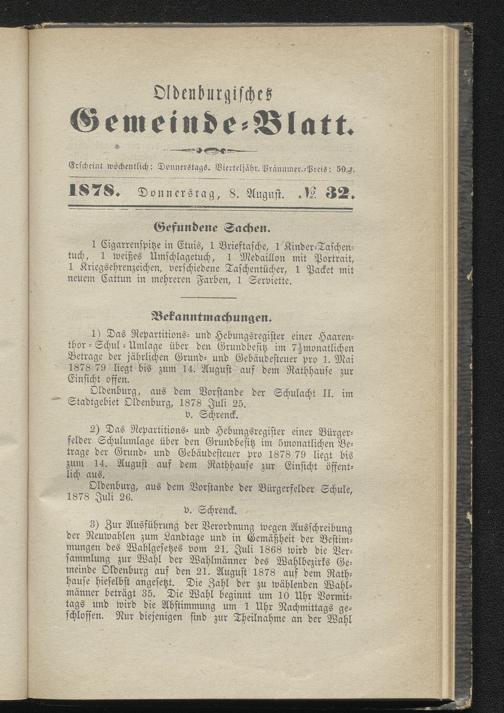 Oldenburgisches
Gemeinde-Blatt.
Erscheint wöchentlich: Donnerstags. Vierteljähr. Pränumer.-Preis: 50 ₰.
1878. Donnerstag, 8. August. № 32.
Gefundene Sachen.
1 Cigarrenspitze in Etuis, 1 Brieftasche, 1 Kinder-Taschen-
tuch, 1 weißes Umschlagetuch, 1 Medaillon mit Portrait,
1 Kriegsehrenzeichen, verschiedene Taschentücher, 1 Packet mit
neuem Cattun in mehreren Farben, 1 Serviette.
Bekanntmachungen.
1) Das Repartitions- und Hebungsregister einer Haaren-
thor-Schul-Umlage über den Grundbesitz im 7½monatlichen
Betrage der jährlichen Grund- und Gebäudesteuer pro 1. Mai
1878 79 liegt bis zum 14. August auf dem Rathhause zur
Einsicht offen.
Oldenburg, aus dem Vorstande der Schulacht II. im
Stadtgebiet Oldenburg, 1878 Juli 25.
v. Schrenck.
2) Das Repartitions- und Hebungsregister einer Bürger-
felder Schulumlage über den Grundbesitz im 5monatlichen Be-
trage der Grund- und Gebäudesteuer pro 1878 79 liegt bis
zum 14. August auf dem Rathhause zur Einsicht öffent-
lich aus.
Oldenburg, aus dem Vorstande der Bürgerfelder Schule,
1878 Juli 26.
v. Schrenck.
3) Zur Ausführung der Verordnung wegen Ausschreibung
der Neuwahlen zum Landtage und in Gemäßheit der Bestim-
mungen des Wahlgesetzes vom 21. Juli 1868 wird die Ver-
sammlung zur Wahl der Wahlmänner des Wahlbezirks Ge-
meinde Oldenburg auf den 21. August 1878 auf dem Rath-
hause hieselbst angesetzt. Die Zahl der zu wählenden Wahl-
männer beträgt 35. Die Wahl beginnt um 10 Uhr Vormit-
tags und wird die Abstimmung um 1 Uhr Nachmittags ge-
schlossen. Nur diejenigen sind zur Theilnahme an der Wahl